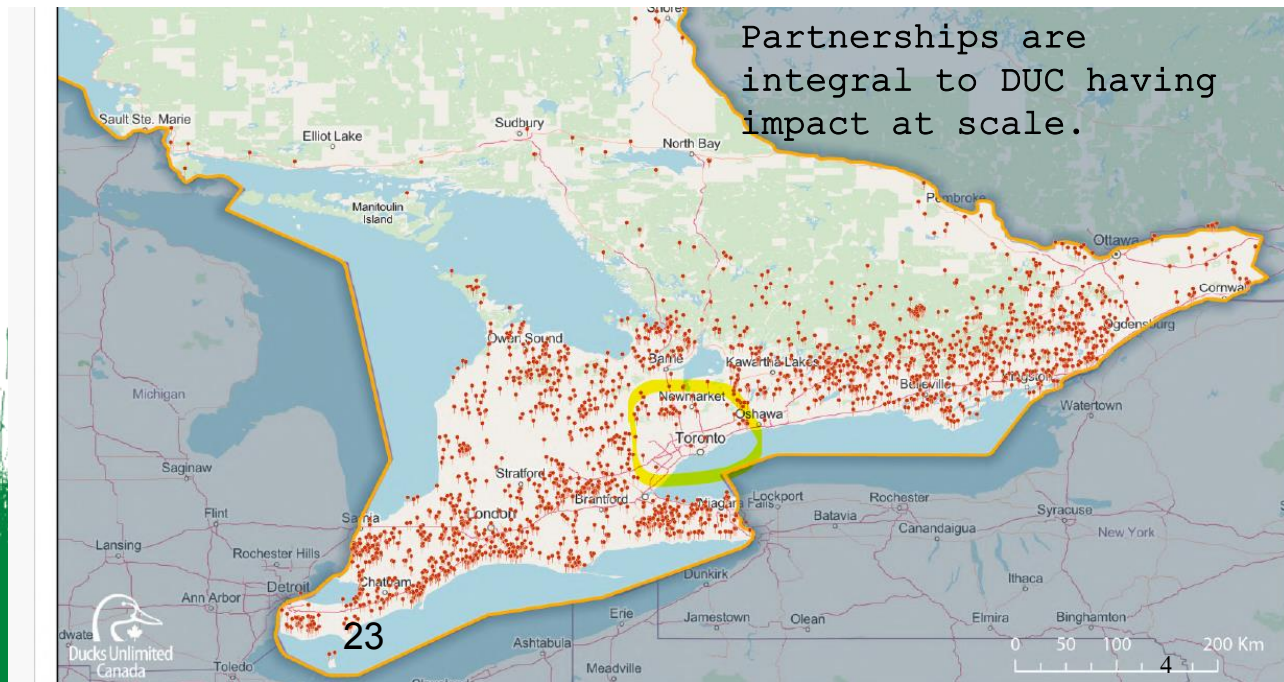 Shores
Partnerships are
integral to DUC having
impact at scale.
Sault Ste. Marie
Elliot Lake
Sudbury
North Bay
Manitoulin
Island
Pembroke
Ottawa
Cornwal
Ogdensburg
Owen Sound
Barrie
Kawartha Lakes
Belleville
Kingston
Michigan
Newmarket
Oshawa
Watertown
Toronto
Saginaw
Stratford
Brantford
Niagara Falls
Lockport
Rochester
Syracuse
Flint
Sarnia
London
Batavia
Canandaigua
New York
Lansing
Rochester Hills
Detroit
Chatham
Dunkirk
Ithaca
Ann Arbor
23
Erie
Jamestown
Olean
Elmira
Binghamton
dwate
Ducks Unlimited
Canada
Toledo
Ashtabula
Meadville
0 50 100 200 Km
4